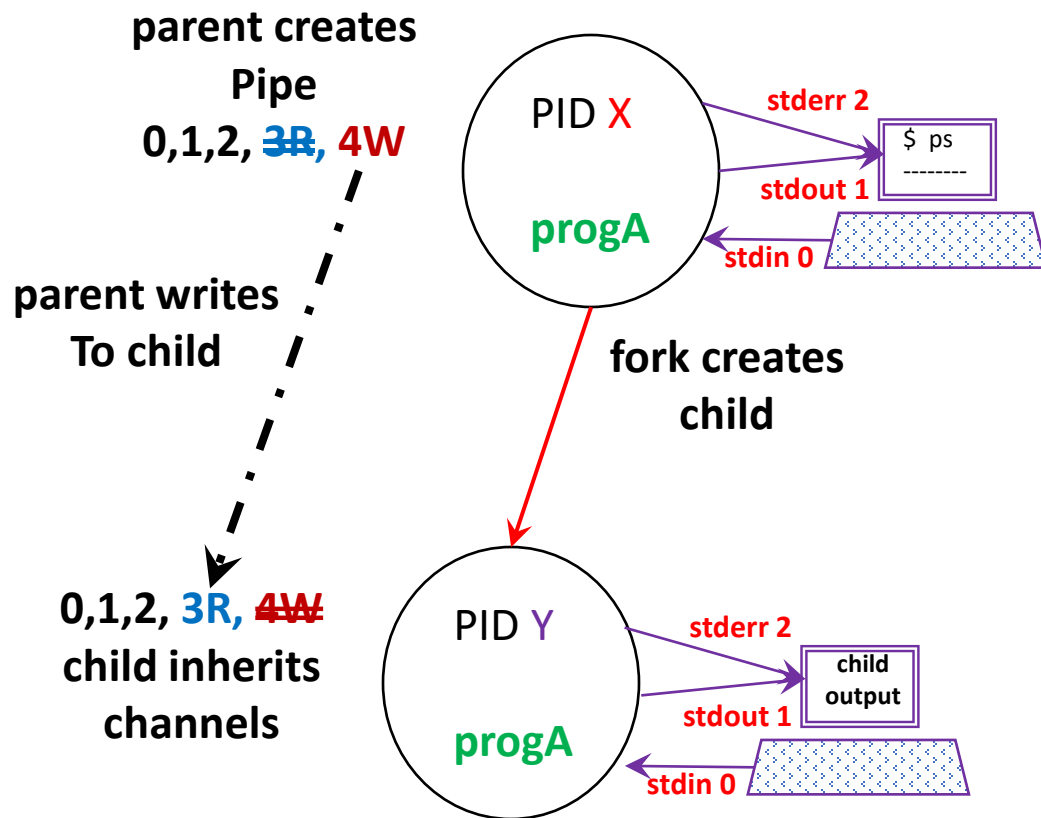 parent creates
Pipe
0,1,2, 3R, 4W
PID X
progA
stderr 2
$ ps
--------
stdout 1
stdin 0
parent writes
To child
fork creates
child
0,1,2, 3R, 4W
child inherits
channels
PID Y
progA
stderr 2
child
output
stdout 1
stdin 0